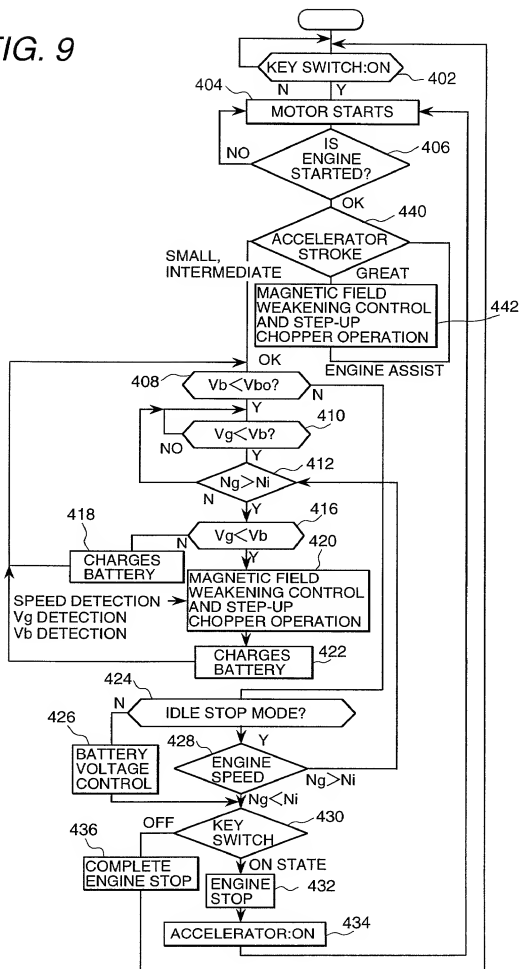 FIG. 9
KEY SWITCH:ON
402
N
Y
404
MOTOR STARTS
NO
IS
ENGINE
STARTED?
406
OK
440
ACCELERATOR
STROKE
SMALL,
INTERMEDIATE
GREAT
MAGNETIC FIELD
WEAKENING CONTROL
AND STEP-UP
CHOPPER OPERATION
442
ENGINE ASSIST
OK
408
Vb<Vbo?
N
Y
410
Vg<Vb?
NO
Y
412
Ng>Ni
N
Y
416
418
Vg<Vb
N
Y
420
CHARGES
BATTERY
MAGNETIC FIELD
WEAKENING CONTROL
AND STEP-UP
CHOPPER OPERATION
SPEED DETECTION
Vg DETECTION
Vb DETECTION
CHARGES
BATTERY
422
424
N
IDLE STOP MODE?
426
428
Y
BATTERY
VOLTAGE
CONTROL
ENGINE
SPEED
Ng>Ni
Ng<Ni
430
OFF
KEY
SWITCH
436
ON STATE
COMPLETE
ENGINE STOP
ENGINE
STOP
432
ACCELERATOR:ON
434